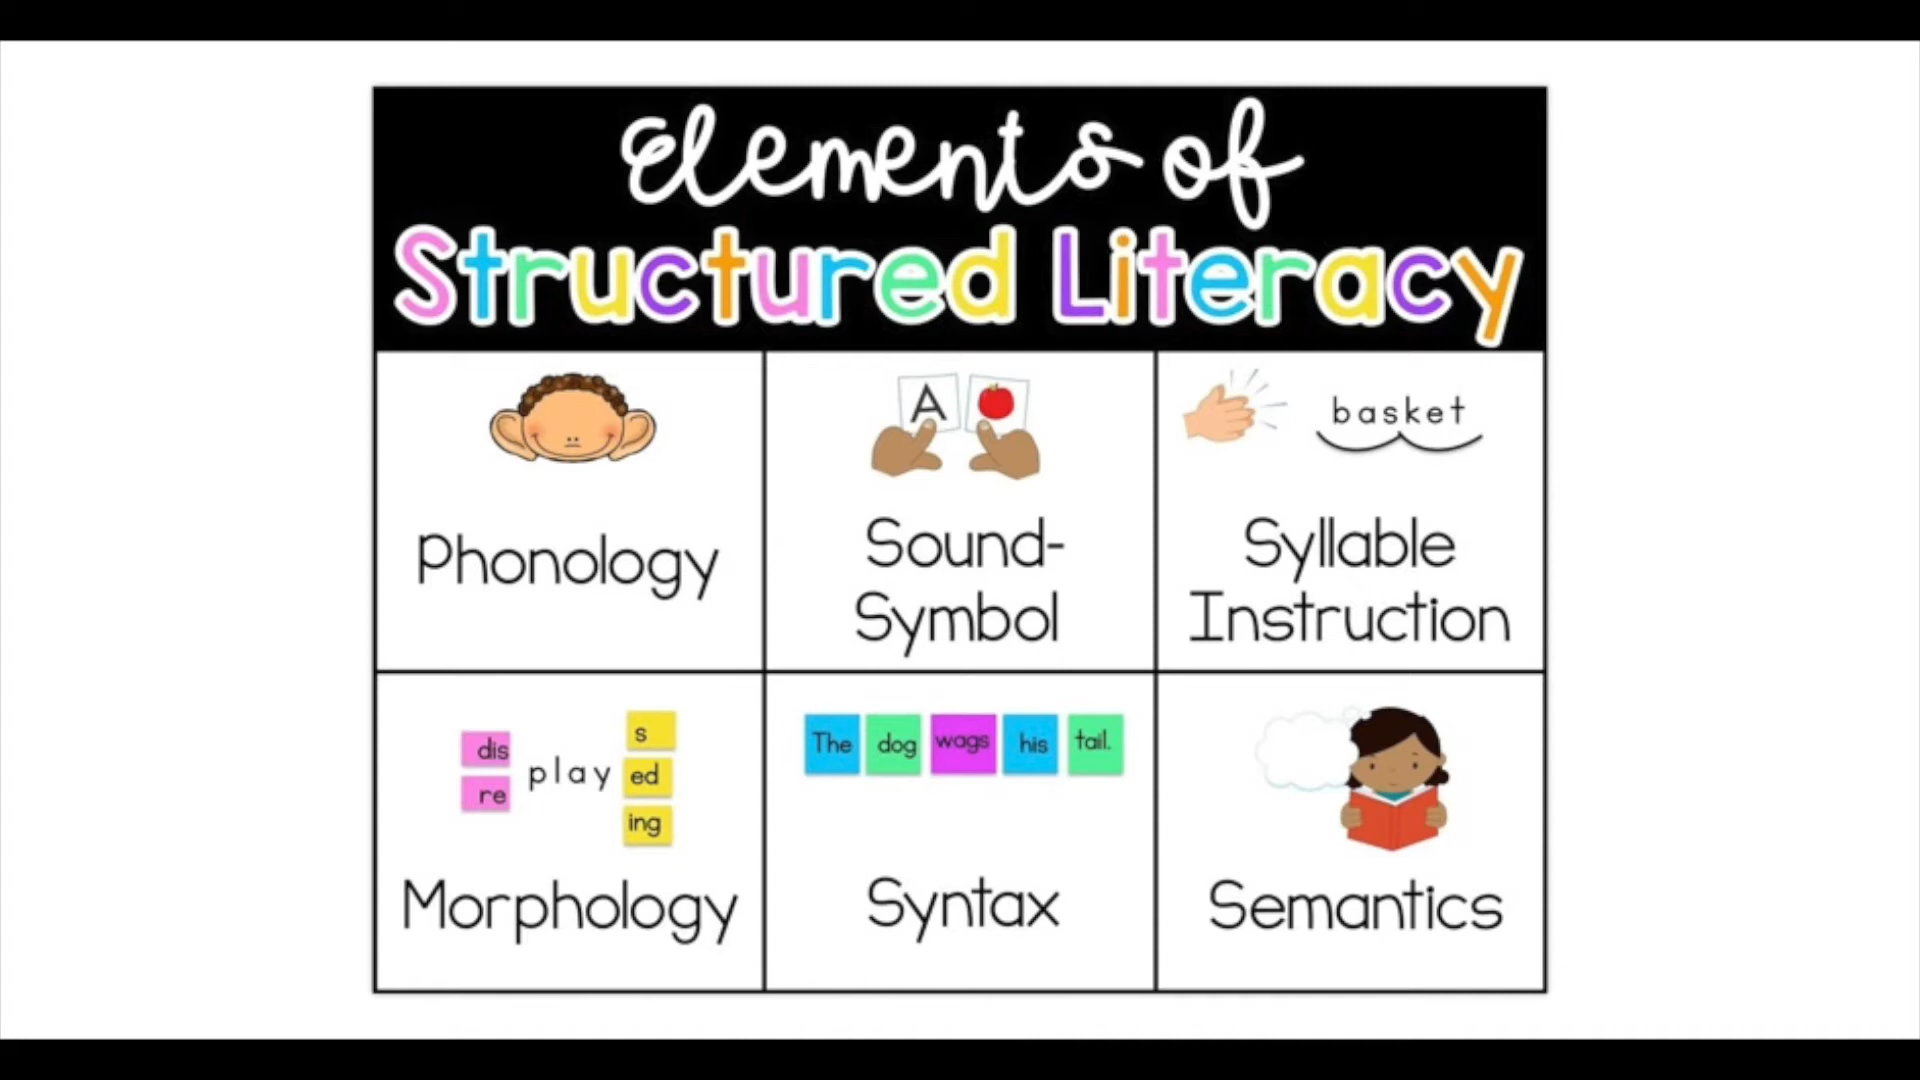 Elements of
Structured Literacy
A
basket
Phonology
Sound-
Symbol
Syllable
Instruction
dis
re
play
s
ed
ing
The dog wags his tail.
Morphology
Syntax
Semantics